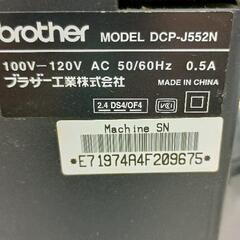 brother MODEL DCP-J552N
100V–120V AC 50/60Hz 0.5A
ブラザー工業株式会社 MADE IN CHINA
2.4 DS4/OF4 VCI
Machine SN
*E71974A4F209675*